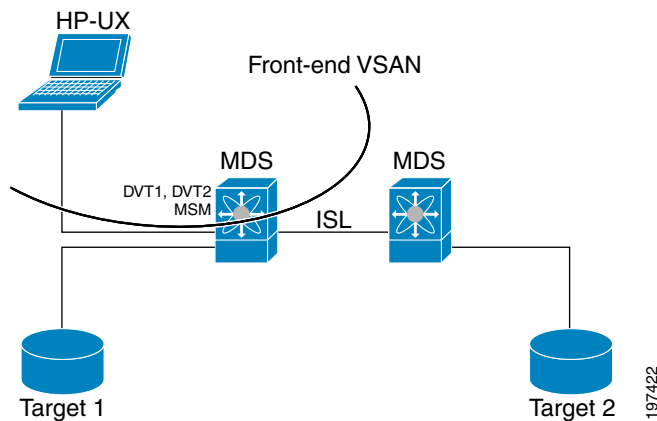 HP-UX
Front-end VSAN
MDS
MDS
DVT1, DVT2
MSM
ISL
Target 1
Target 2
197422